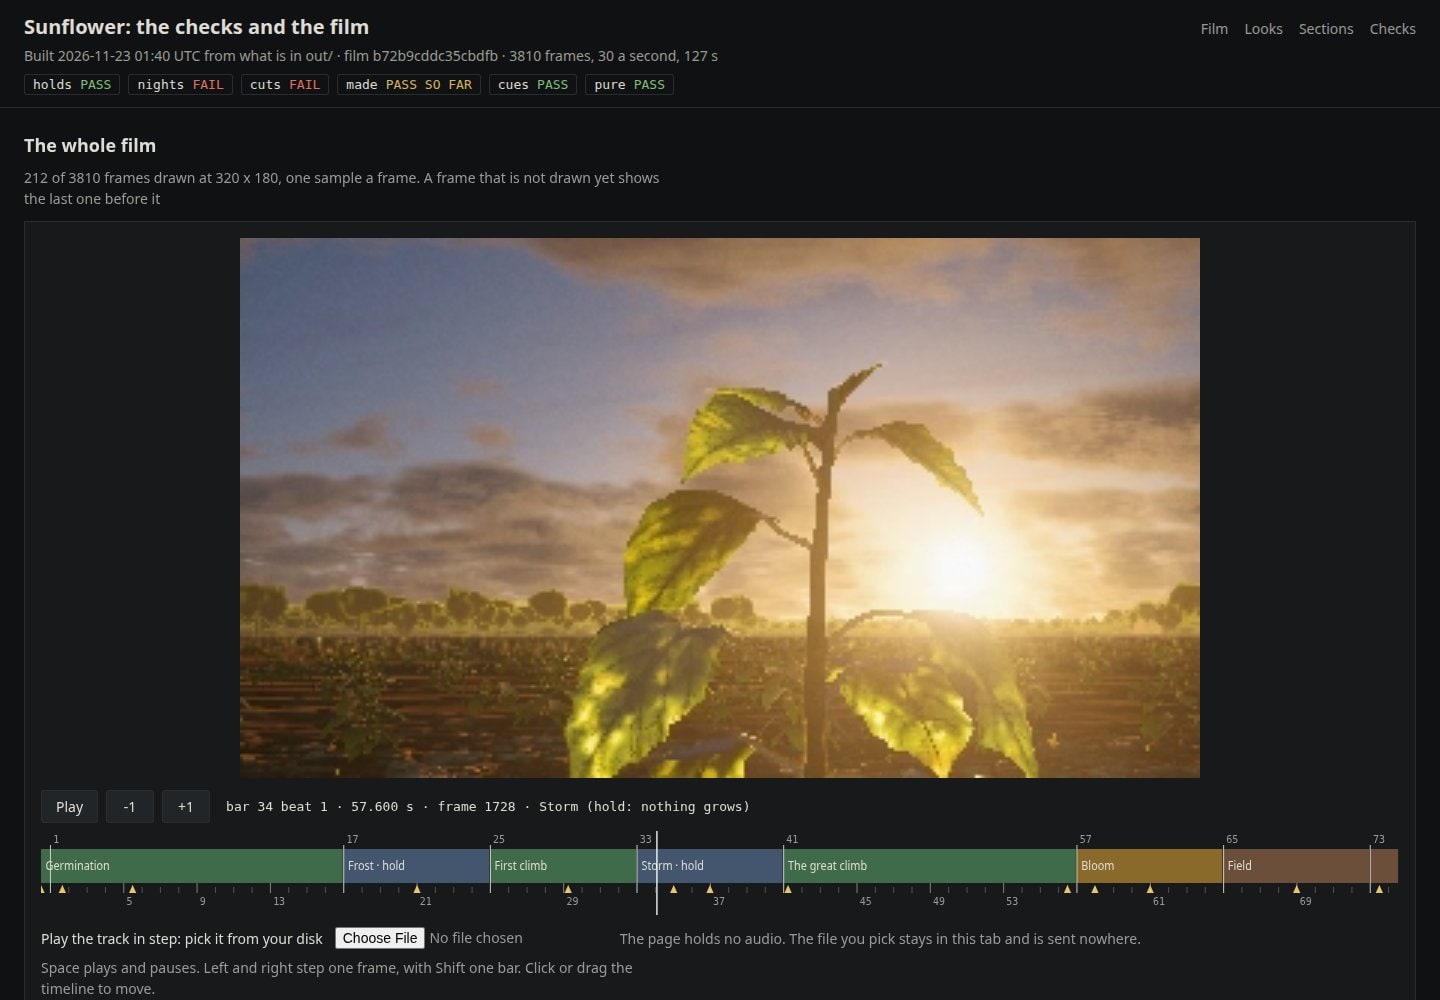 Sunflower: the checks and the film
Film Looks Sections Checks
Built 2026-11-23 01:40 UTC from what is in out/ · film b72b9cddc35cbdfb · 3810 frames, 30 a second, 127 s
holds PASS nights FAIL cuts FAIL made PASS SO FAR cues PASS pure PASS
The whole film
212 of 3810 frames drawn at 320 x 180, one sample a frame. A frame that is not drawn yet shows
the last one before it
Play -1 +1 bar 34 beat 1 · 57.600 s · frame 1728 · Storm (hold: nothing grows)
1 17 25 33 41 57 65 73
Germination Frost · hold First climb Storm · hold The great climb Bloom Field
5 9 13 21 29 37 45 49 53 61 69
Play the track in step: pick it from your disk Choose File No file chosen The page holds no audio. The file you pick stays in this tab and is sent nowhere.
Space plays and pauses. Left and right step one frame, with Shift one bar. Click or drag the
timeline to move.